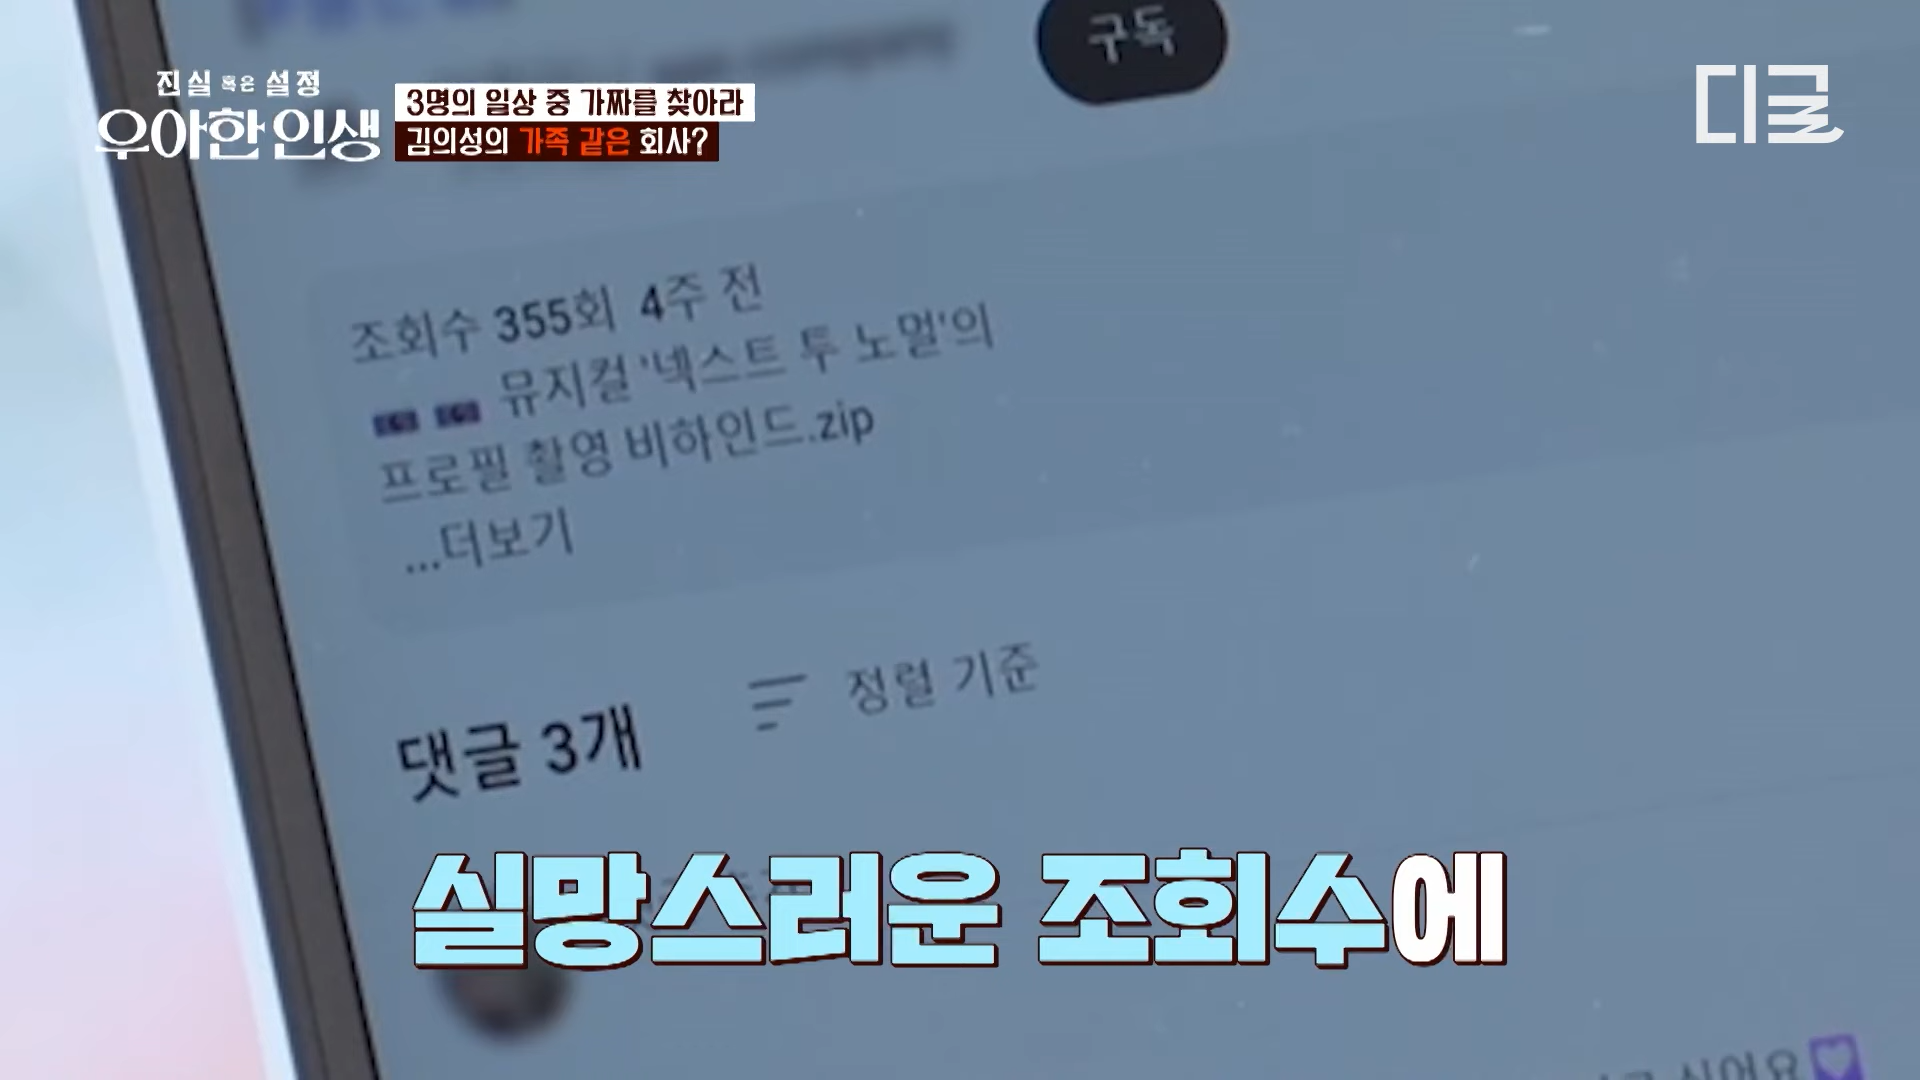 구독
진실 혹은 설정
우아한 인생
3명의 일상 중 가짜를 찾아라
김의성의 가족 같은 회사?
디글
조회수 355회 4주 전
뮤지컬 '넥스트 투 노멀'의
프로필 촬영 비하인드.zip
...더보기
댓글 3개
정렬 기준
실망스러운 조회수에
싶어요